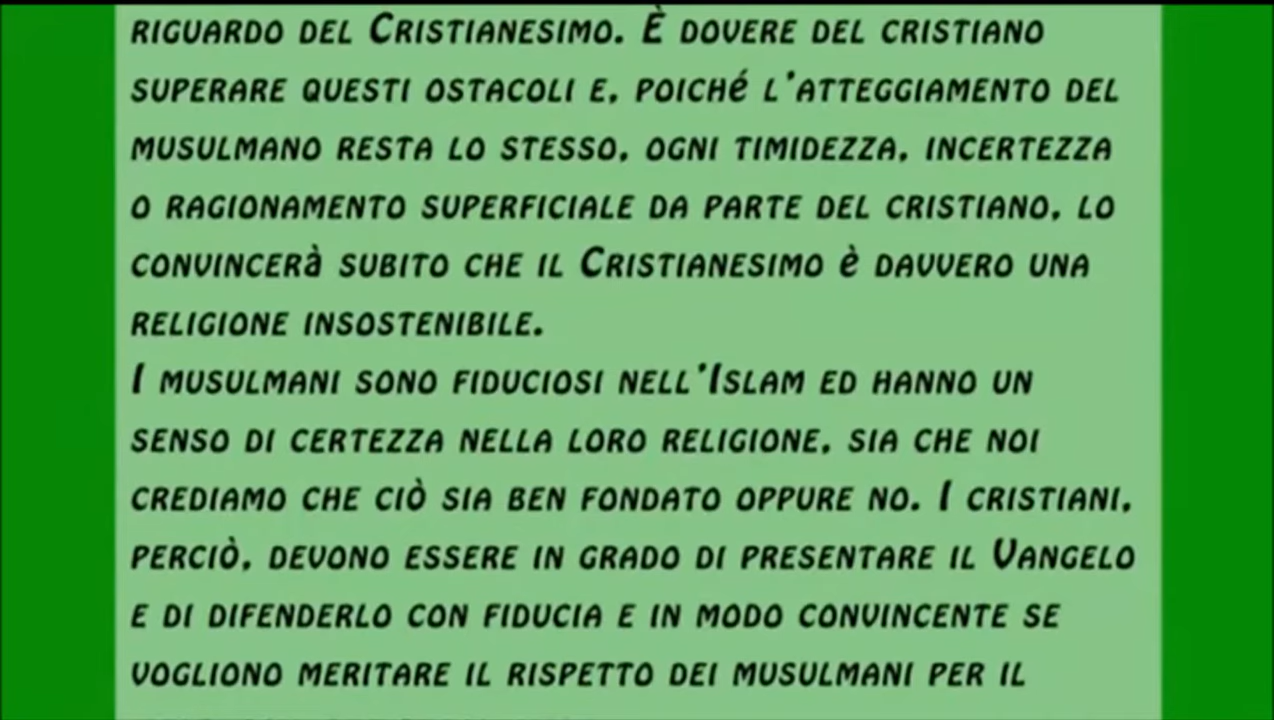 RIGUARDO DEL CRISTIANESIMO. È DOVERE DEL CRISTIANO
SUPERARE QUESTI OSTACOLI E, POICHé L'ATTEGGIAMENTO DEL
MUSULMANO RESTA LO STESSO, OGNI TIMIDEZZA, INCERTEZZA
O RAGIONAMENTO SUPERFICIALE DA PARTE DEL CRISTIANO, LO
CONVINCERà SUBITO CHE IL CRISTIANESIMO è DAVVERO UNA
RELIGIONE INSOSTENIBILE.
I MUSULMANI SONO FIDUCIOSI NELL'ISLAM ED HANNO UN
SENSO DI CERTEZZA NELLA LORO RELIGIONE, SIA CHE NOI
CREDIAMO CHE CIÒ SIA BEN FONDATO OPPURE NO. I CRISTIANI,
PERCIÒ, DEVONO ESSERE IN GRADO DI PRESENTARE IL VANGELO
E DI DIFENDERLO CON FIDUCIA E IN MODO CONVINCENTE SE
VOGLIONO MERITARE IL RISPETTO DEI MUSULMANI PER IL